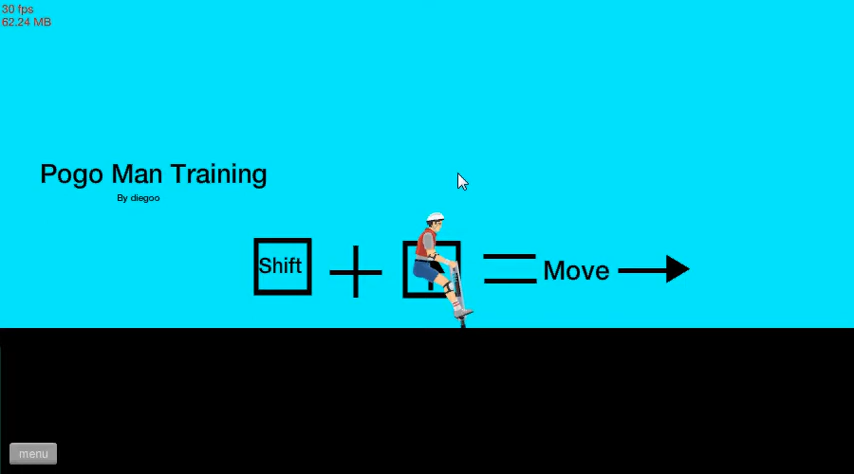 30 fps
62.24 MB
Pogo Man Training
By diegoo
Shift + = Move
menu